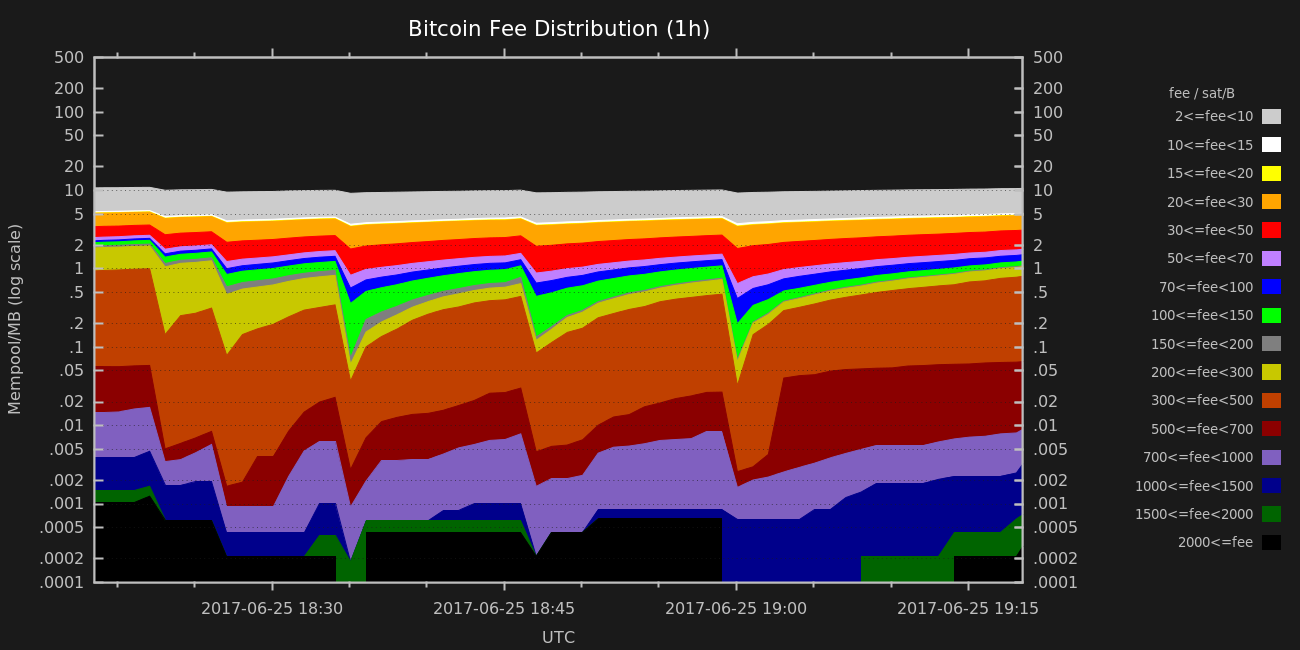 Bitcoin Fee Distribution (1h)
500
200
100
50
20
10
5
2
1
.5
.2
.1
.05
.02
.01
.005
.002
.001
.0005
.0002
.0001
Mempool/MB (log scale)
500
200
100
50
20
10
5
2
1
.5
.2
.1
.05
.02
.01
.005
.002
.001
.0005
.0002
.0001
2017-06-25 18:30
2017-06-25 18:45
2017-06-25 19:00
2017-06-25 19:15
UTC
fee / sat/B
2<=fee<10
10<=fee<15
15<=fee<20
20<=fee<30
30<=fee<50
50<=fee<70
70<=fee<100
100<=fee<150
150<=fee<200
200<=fee<300
300<=fee<500
500<=fee<700
700<=fee<1000
1000<=fee<1500
1500<=fee<2000
2000<=fee